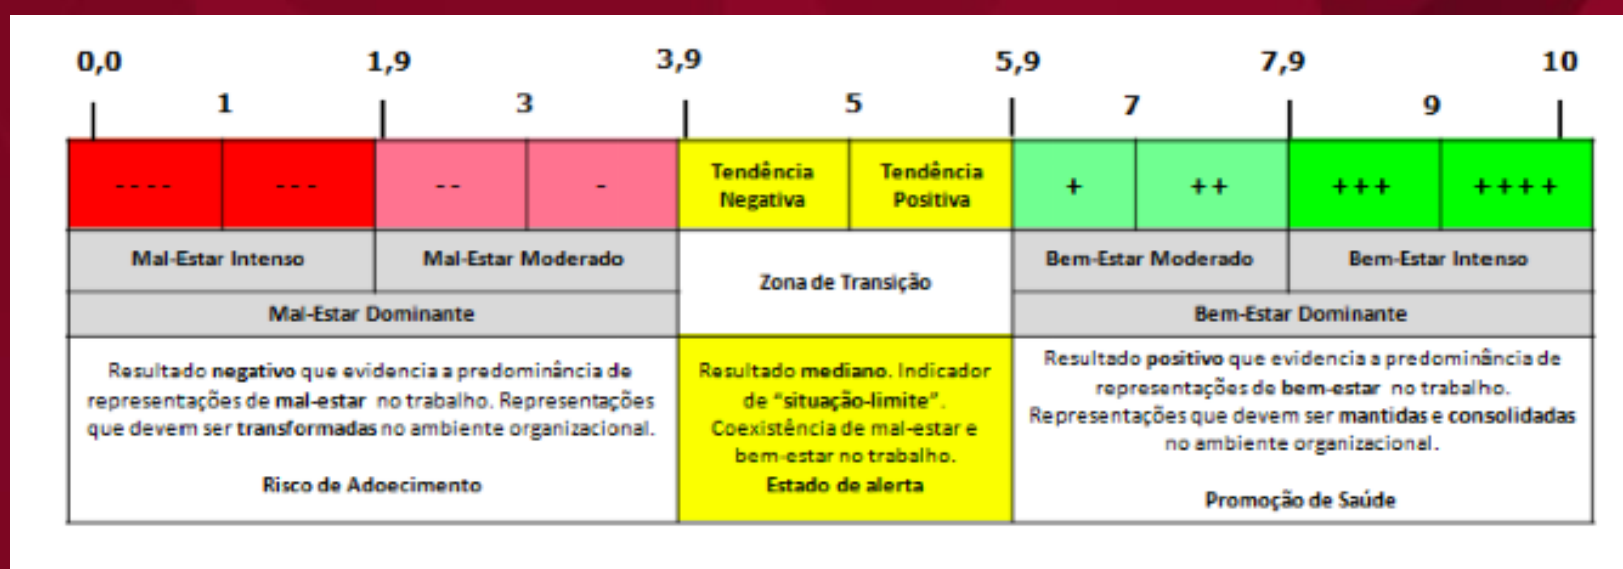 0,0 1,9 3,9 5,9 7,9 10
1 3 5 7 9
- - - - - - - - - - Tendência Negativa Tendência Positiva + + + + + + + + + +
Mal-Estar Intenso Mal-Estar Moderado
Zona de Transição
Bem-Estar Moderado Bem-Estar Intenso
Mal-Estar Dominante
Bem-Estar Dominante
Resultado negativo que evidencia a predominância de
representações de mal-estar no trabalho. Representações
que devem ser transformadas no ambiente organizacional.
Risco de Adoecimento
Resultado mediano. Indicador
de “situação-limite”.
Coexistência de mal-estar e
bem-estar no trabalho.
Estado de alerta
Resultado positivo que evidencia a predominância de
representações de bem-estar no trabalho.
Representações que devem ser mantidas e consolidadas
no ambiente organizacional.
Promoção de Saúde